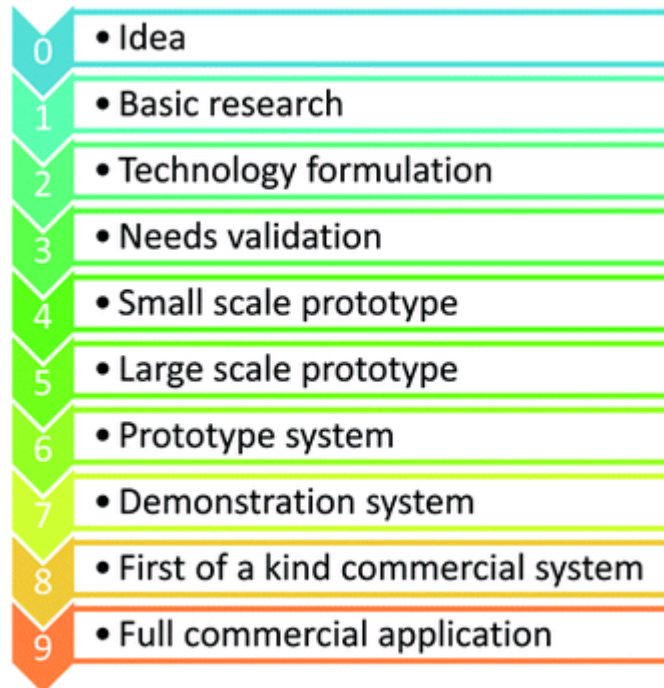 0 • Idea
1 • Basic research
2 • Technology formulation
3 • Needs validation
4 • Small scale prototype
5 • Large scale prototype
6 • Prototype system
7 • Demonstration system
8 • First of a kind commercial system
9 • Full commercial application